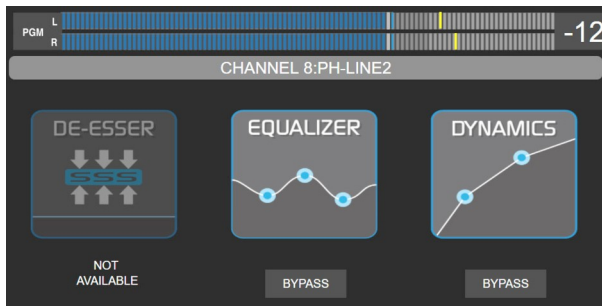 PGM
L
R
-12
CHANNEL 8:PH-LINE2
DE-ESSER
SSS
EQUALIZER
DYNAMICS
NOT
AVAILABLE
BYPASS
BYPASS